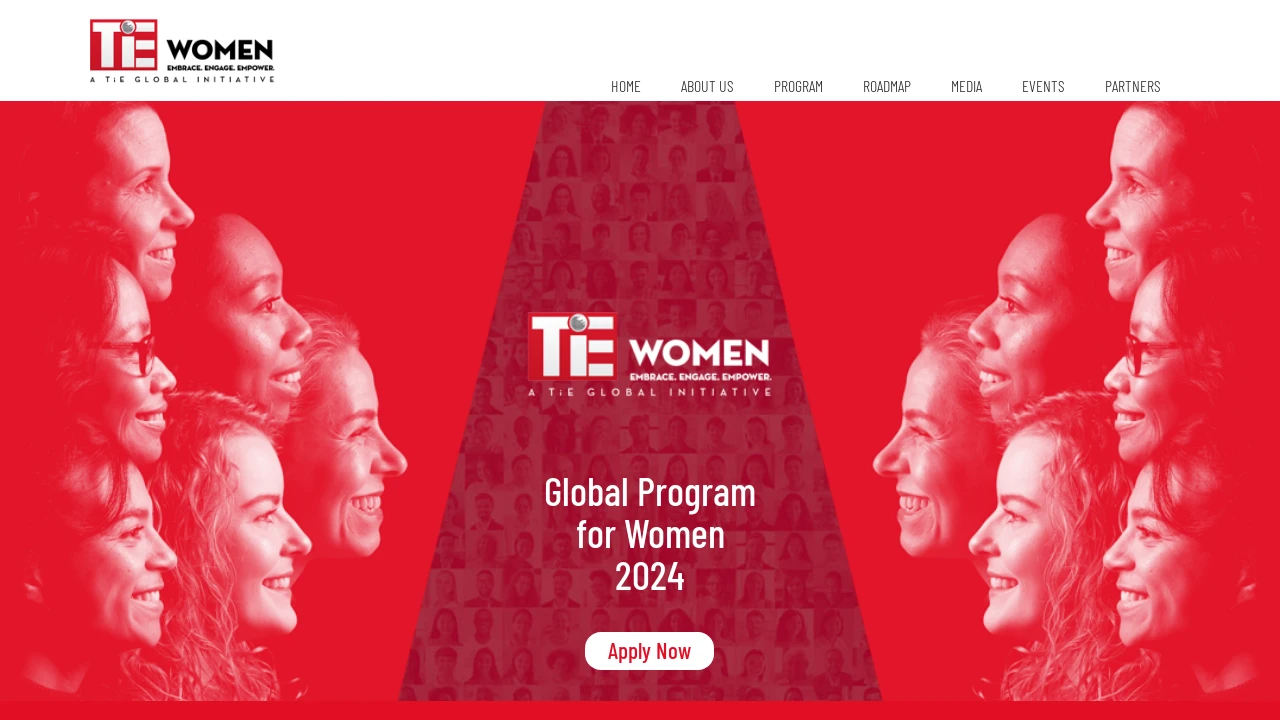 TiE WOMEN
EMBRACE. ENGAGE. EMPOWER.
A TiE GLOBAL INITIATIVE
HOME ABOUT US PROGRAM ROADMAP MEDIA EVENTS PARTNERS
TiE WOMEN
EMBRACE. ENGAGE. EMPOWER.
A TiE GLOBAL INITIATIVE
Global Program
for Women
2024
Apply Now